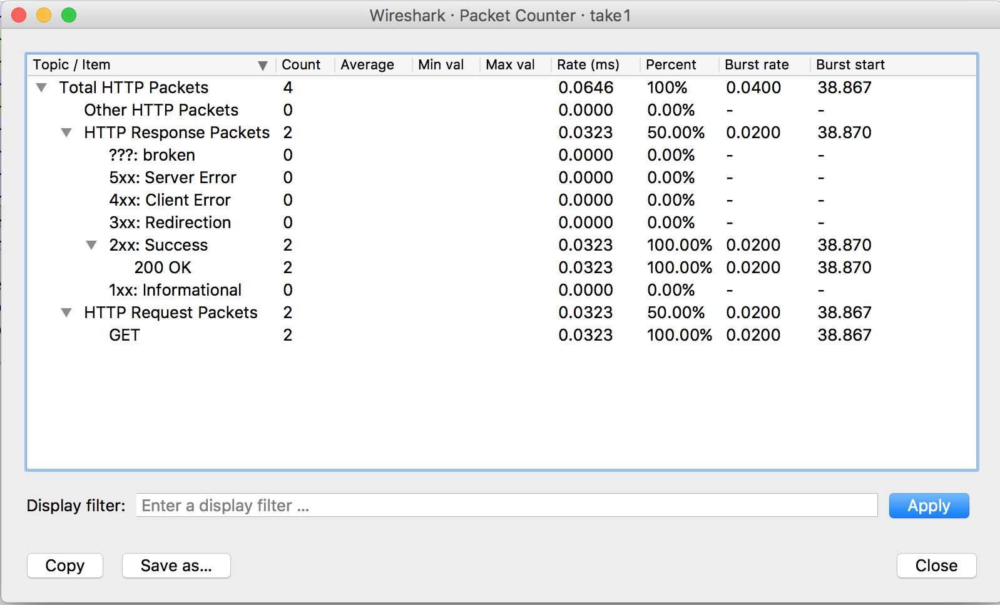 Wireshark · Packet Counter · take1
Topic / Item Count Average Min val Max val Rate (ms) Percent Burst rate Burst start
Total HTTP Packets 4 0.0646 100% 0.0400 38.867
Other HTTP Packets 0 0.0000 0.00% - -
HTTP Response Packets 2 0.0323 50.00% 0.0200 38.870
???: broken 0 0.0000 0.00% - -
5xx: Server Error 0 0.0000 0.00% - -
4xx: Client Error 0 0.0000 0.00% - -
3xx: Redirection 0 0.0000 0.00% - -
2xx: Success 2 0.0323 100.00% 0.0200 38.870
200 OK 2 0.0323 100.00% 0.0200 38.870
1xx: Informational 0 0.0000 0.00% - -
HTTP Request Packets 2 0.0323 50.00% 0.0200 38.867
GET 2 0.0323 100.00% 0.0200 38.867
Display filter: Enter a display filter ... Apply
Copy Save as... Close